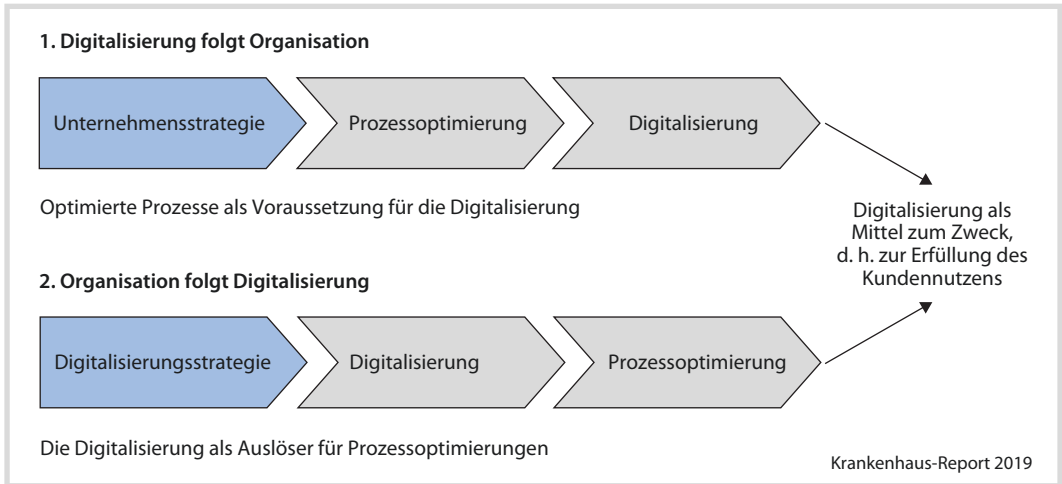 1. Digitalisierung folgt Organisation
Unternehmensstrategie
Prozessoptimierung
Digitalisierung
Optimierte Prozesse als Voraussetzung für die Digitalisierung
2. Organisation folgt Digitalisierung
Digitalisierungsstrategie
Digitalisierung
Prozessoptimierung
Die Digitalisierung als Auslöser für Prozessoptimierungen
Digitalisierung als
Mittel zum Zweck,
d. h. zur Erfüllung des
Kundennutzens
Krankenhaus-Report 2019